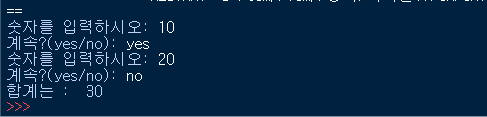 ==
숫자를 입력하시오: 10
계속?(yes/no): yes
숫자를 입력하시오: 20
계속?(yes/no): no
합계는 :  30
>>>